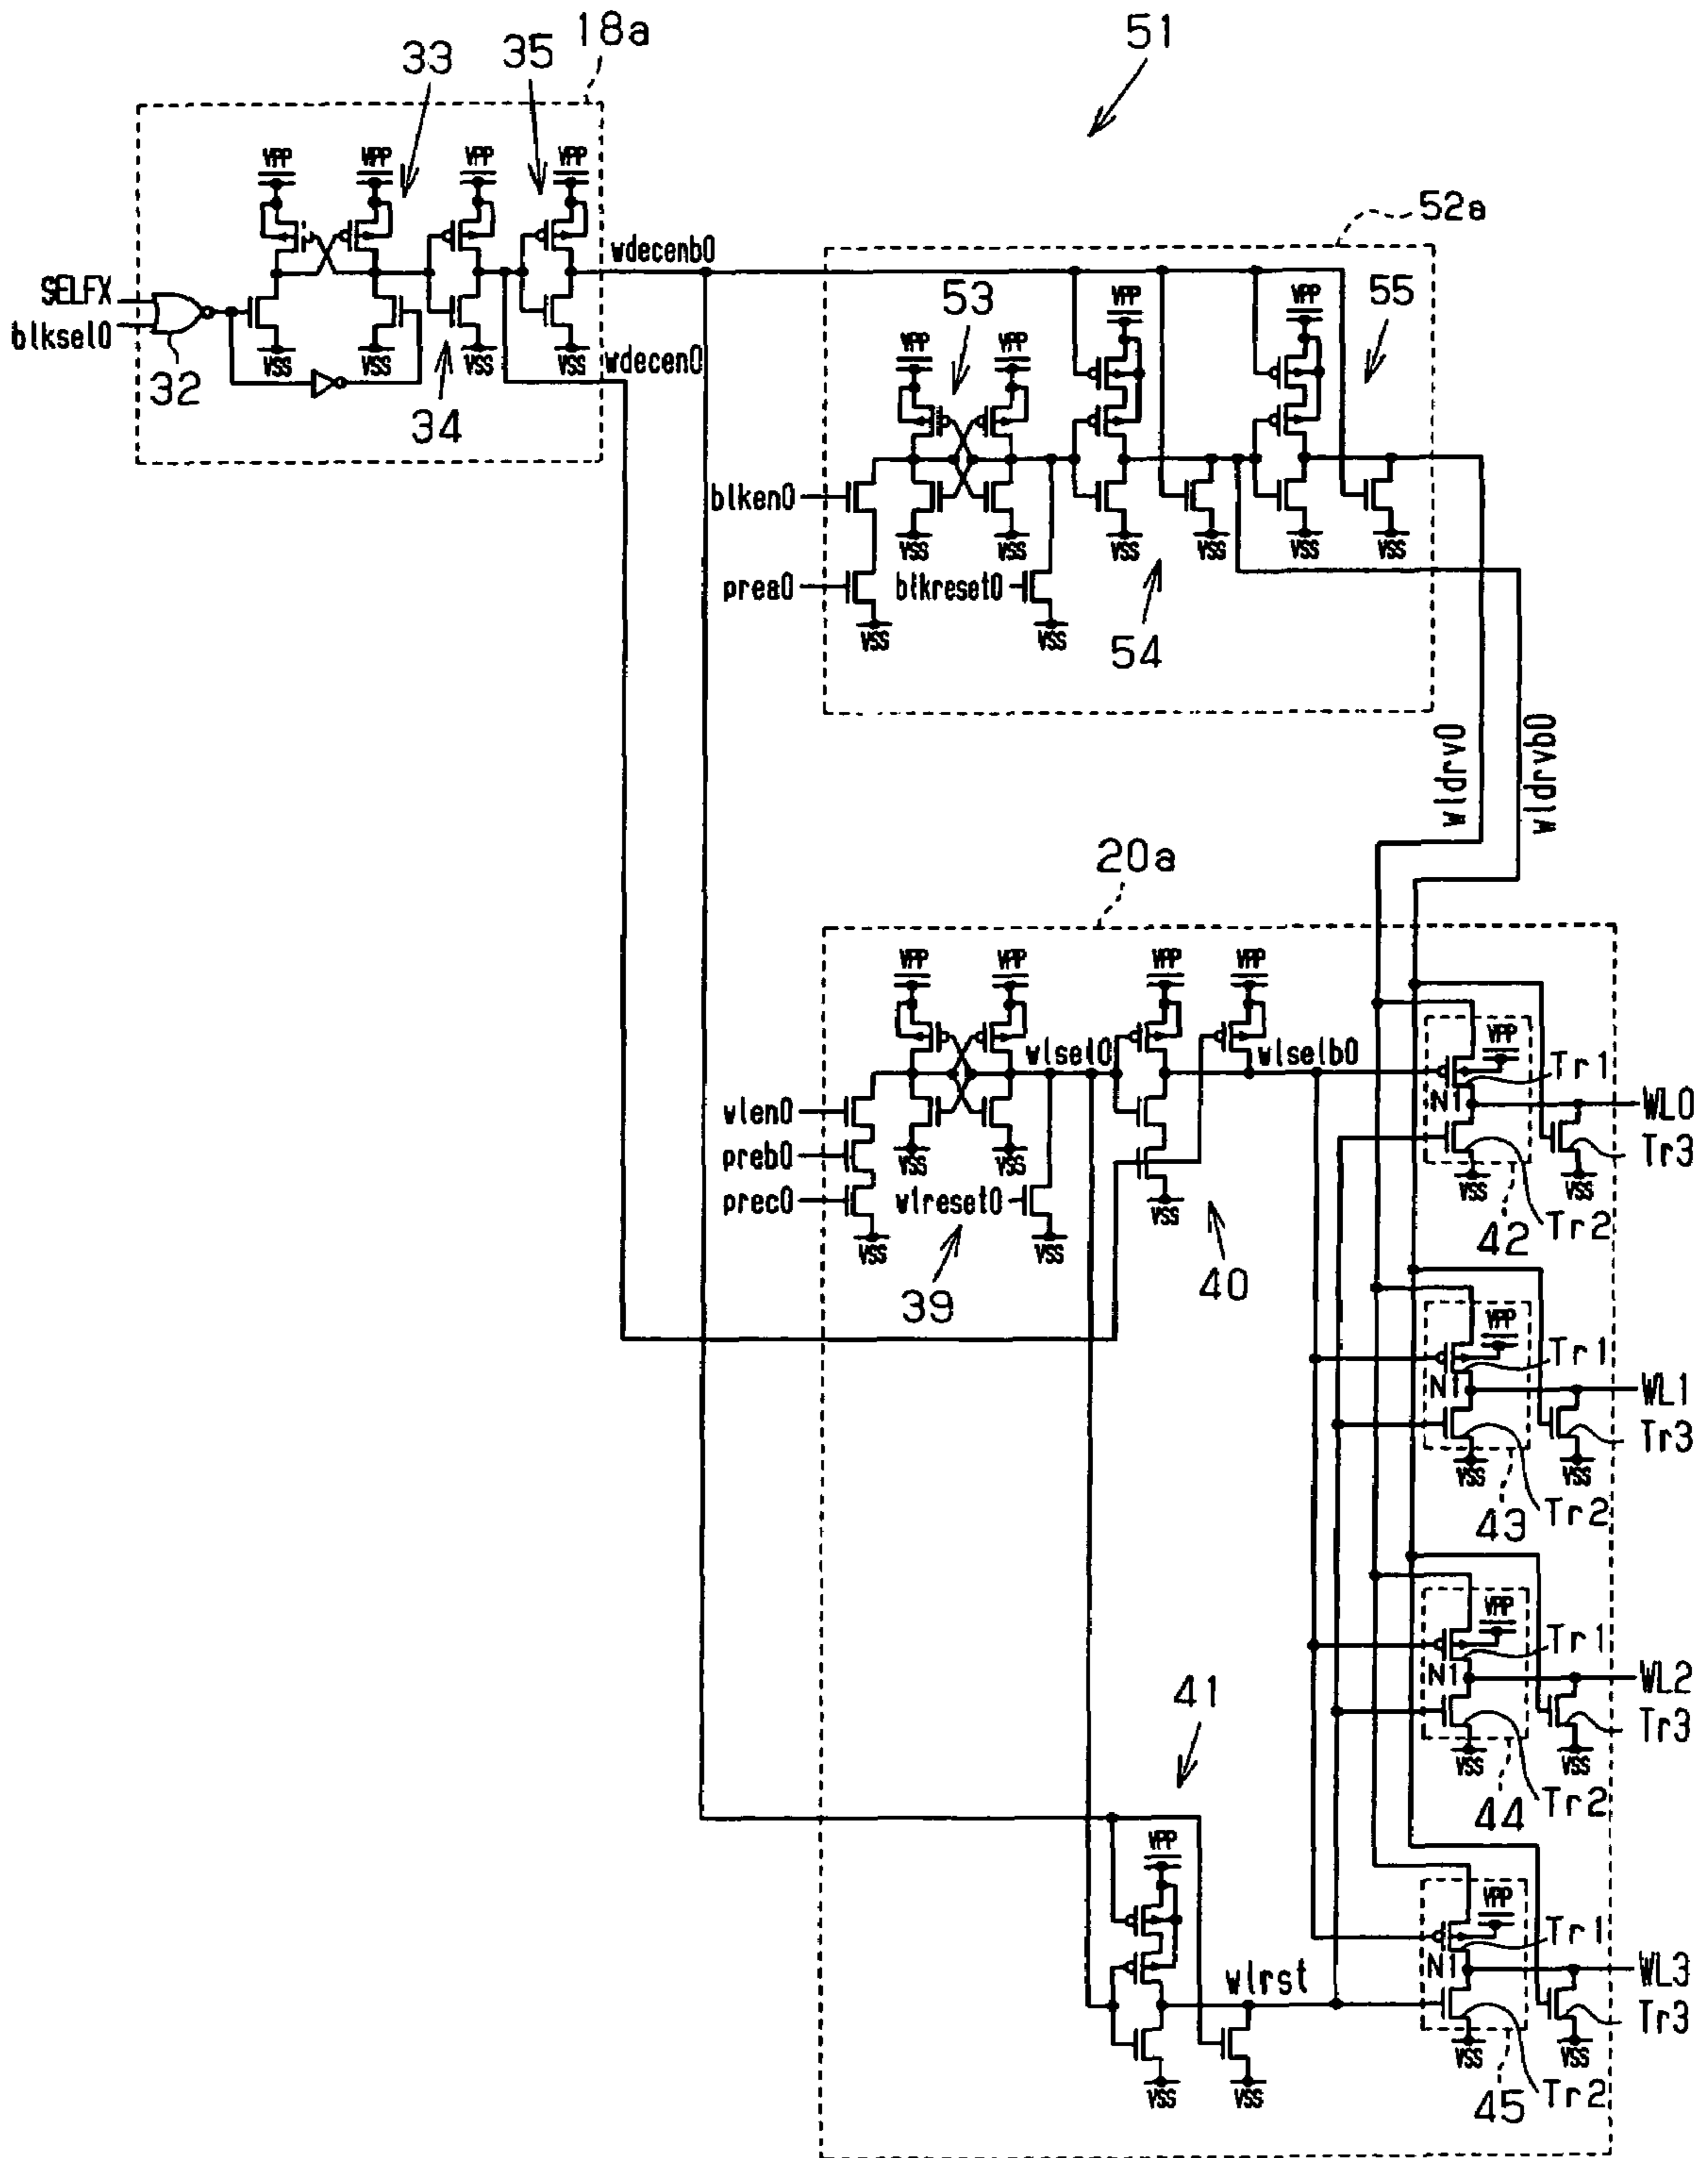 51
18a
33
35
VPP
VPP
VPP
VPP
52a
SELFX
blksel0
32
VSS
VSS
VSS
VSS
34
wdecenb0
wdecen0
53
55
VPP
VPP
VPP
VPP
blken0
VSS
VSS
VSS
VSS
VSS
VSS
prea0
blkreset0
VSS
VSS
54
wldrv0
wldrvb0
20a
VPP
VPP
VPP
VPP
wlsel0
wlselb0
VPP
Tr1
N1
WL0
wlen0
preb0
prec0
VSS
VSS
wlreset0
VSS
VSS
VSS
VSS
VSS
Tr3
Tr2
42
39
40
VPP
Tr1
N1
WL1
Tr3
VSS
VSS
Tr2
43
VPP
Tr1
N1
WL2
Tr3
VSS
VSS
Tr2
44
41
VPP
VPP
Tr1
N1
WL3
wlrst
Tr3
VSS
VSS
VSS
VSS
Tr2
45